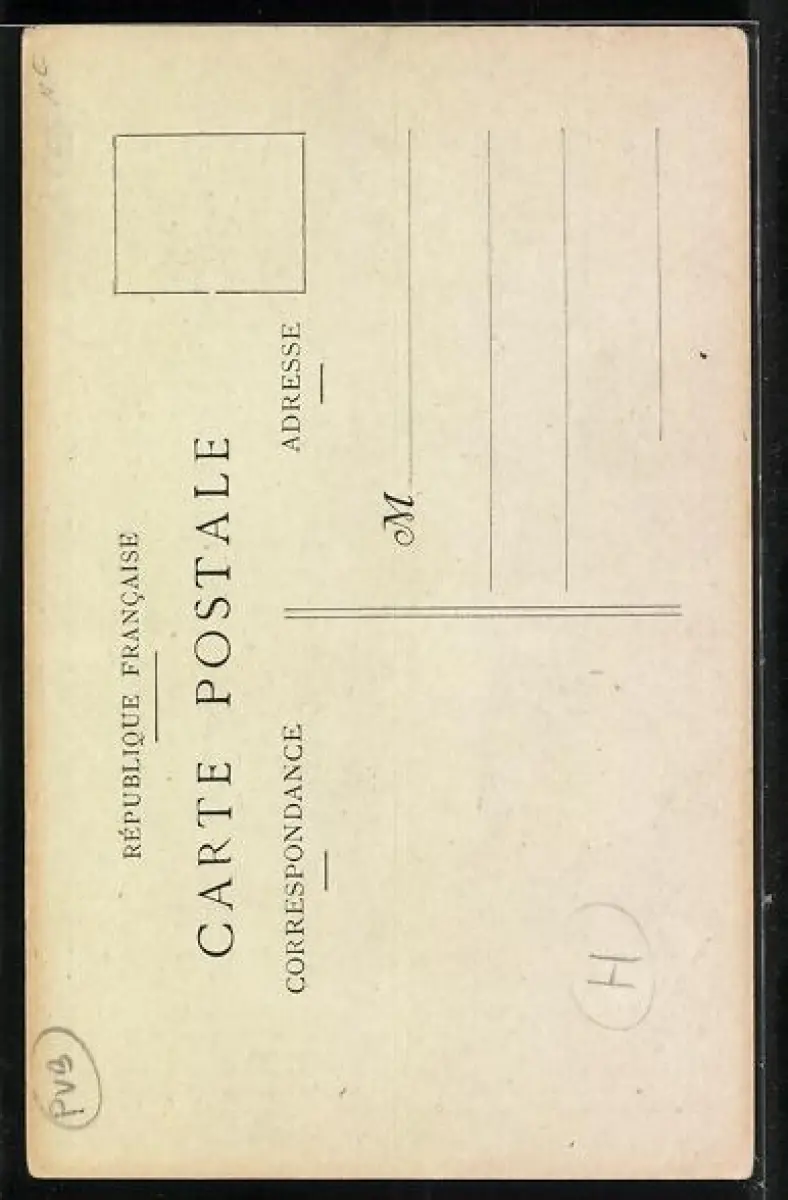 RÉPUBLIQUE FRANÇAISE
CARTE POSTALE
CORRESPONDANCE
ADRESSE
M
PVB
H